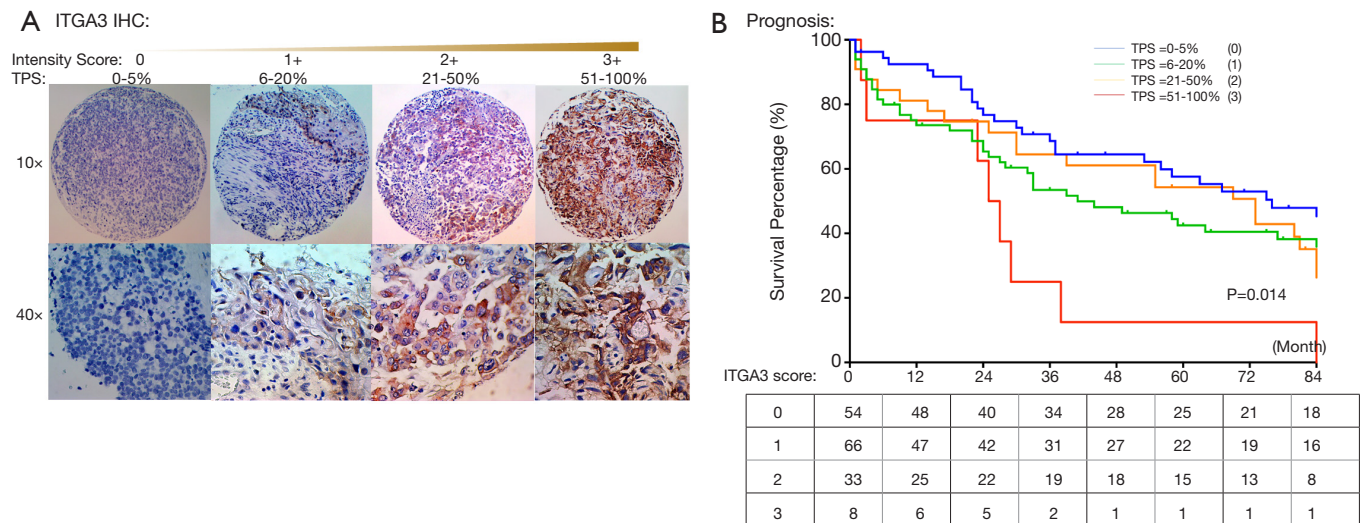 A ITGA3 IHC:
Intensity Score: 0 1+ 2+ 3+
TPS: 0-5% 6-20% 21-50% 51-100%
10×
40×
B Prognosis:
100
80
60
40
20
0
Survival Percentage (%)
TPS =0-5% (0)
TPS =6-20% (1)
TPS =21-50% (2)
TPS =51-100% (3)
P=0.014
(Month)
ITGA3 score: 0 12 24 36 48 60 72 84
0 54 48 40 34 28 25 21 18
1 66 47 42 31 27 22 19 16
2 33 25 22 19 18 15 13 8
3 8 6 5 2 1 1 1 1